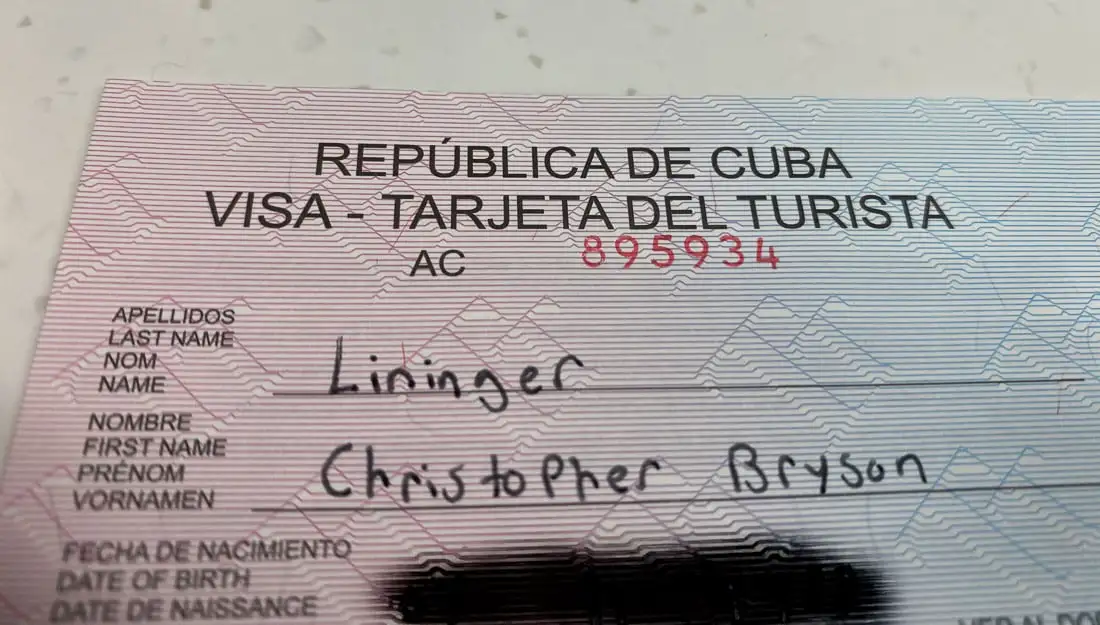 REPÚBLICA DE CUBA
VISA - TARJETA DEL TURISTA
AC 895934
APELLIDOS
LAST NAME
NOM
NAME
Lininger
NOMBRE
FIRST NAME
PRÉNOM
VORNAMEN
Christopher Bryson
FECHA DE NACIMIENTO
DATE OF BIRTH
DATE DE NAISSANCE